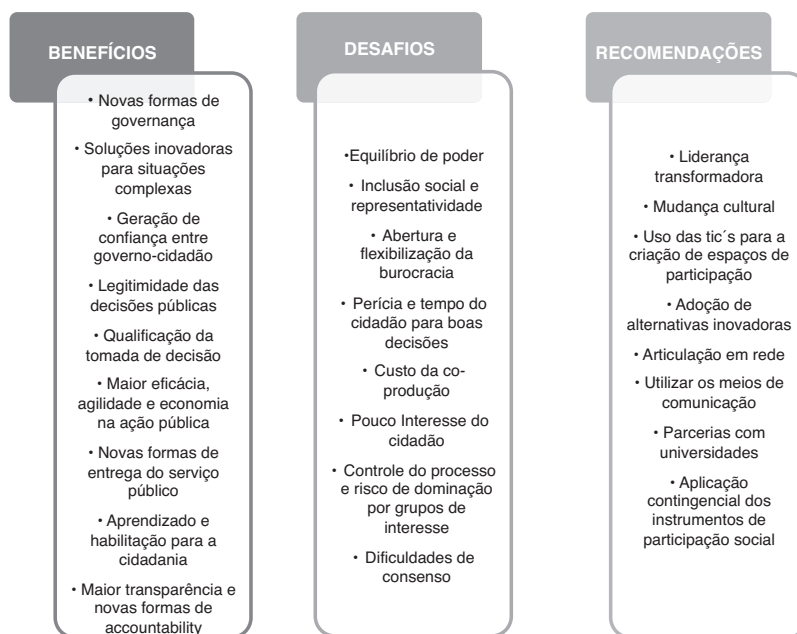 BENEFÍCIOS
• Novas formas de
governança
• Soluções inovadoras
para situações
complexas
• Geração de
confiança entre
governo-cidadão
• Legitimidade das
decisões públicas
• Qualificação da
tomada de decisão
• Maior eficácia,
agilidade e economia
na ação pública
• Novas formas de
entrega do serviço
público
• Aprendizado e
habilitação para a
cidadania
• Maior transparência e
novas formas de
accountability
DESAFIOS
•Equilíbrio de poder
• Inclusão social e
representatividade
• Abertura e
flexibilização da
burocracia
• Perícia e tempo do
cidadão para boas
decisões
• Custo da co-
produção
• Pouco Interesse do
cidadão
• Controle do processo
e risco de dominação
por grupos de
interesse
• Dificuldades de
consenso
RECOMENDAÇÕES
• Liderança
transformadora
• Mudança cultural
• Uso das tic´s para a
criação de espaços de
participação
• Adoção de
alternativas inovadoras
• Articulação em rede
• Utilizar os meios de
comunicação
• Parcerias com
universidades
• Aplicação
contingencial dos
instrumentos de
participação social